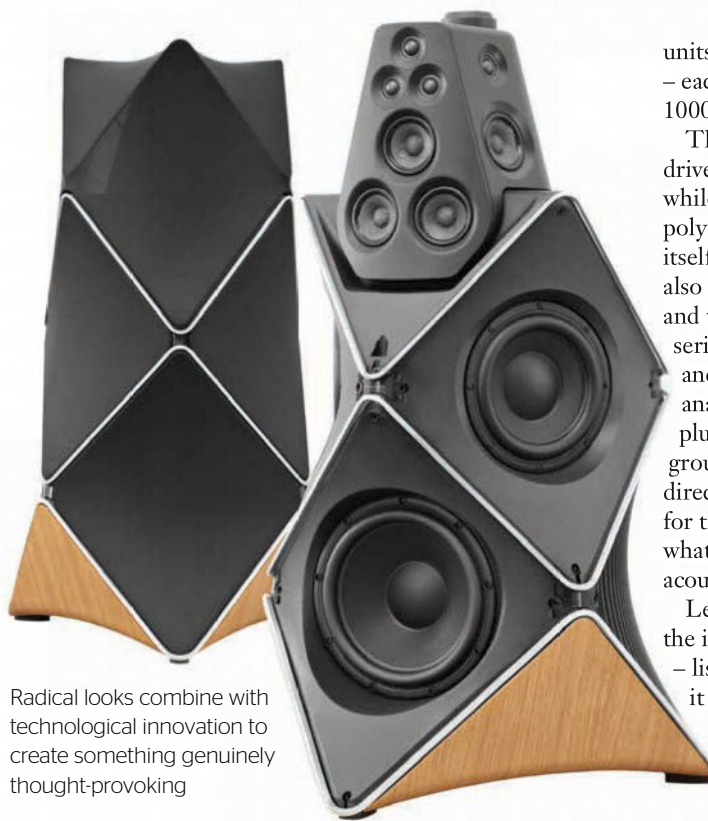 Radical looks combine with
technological innovation to
create something genuinely
thought-provoking
units
– eac
1000
Th
drive
while
poly
itself
also
and
seri
and
ana
plu
grou
direc
for t
what
acou
Le
the i
– lis
it